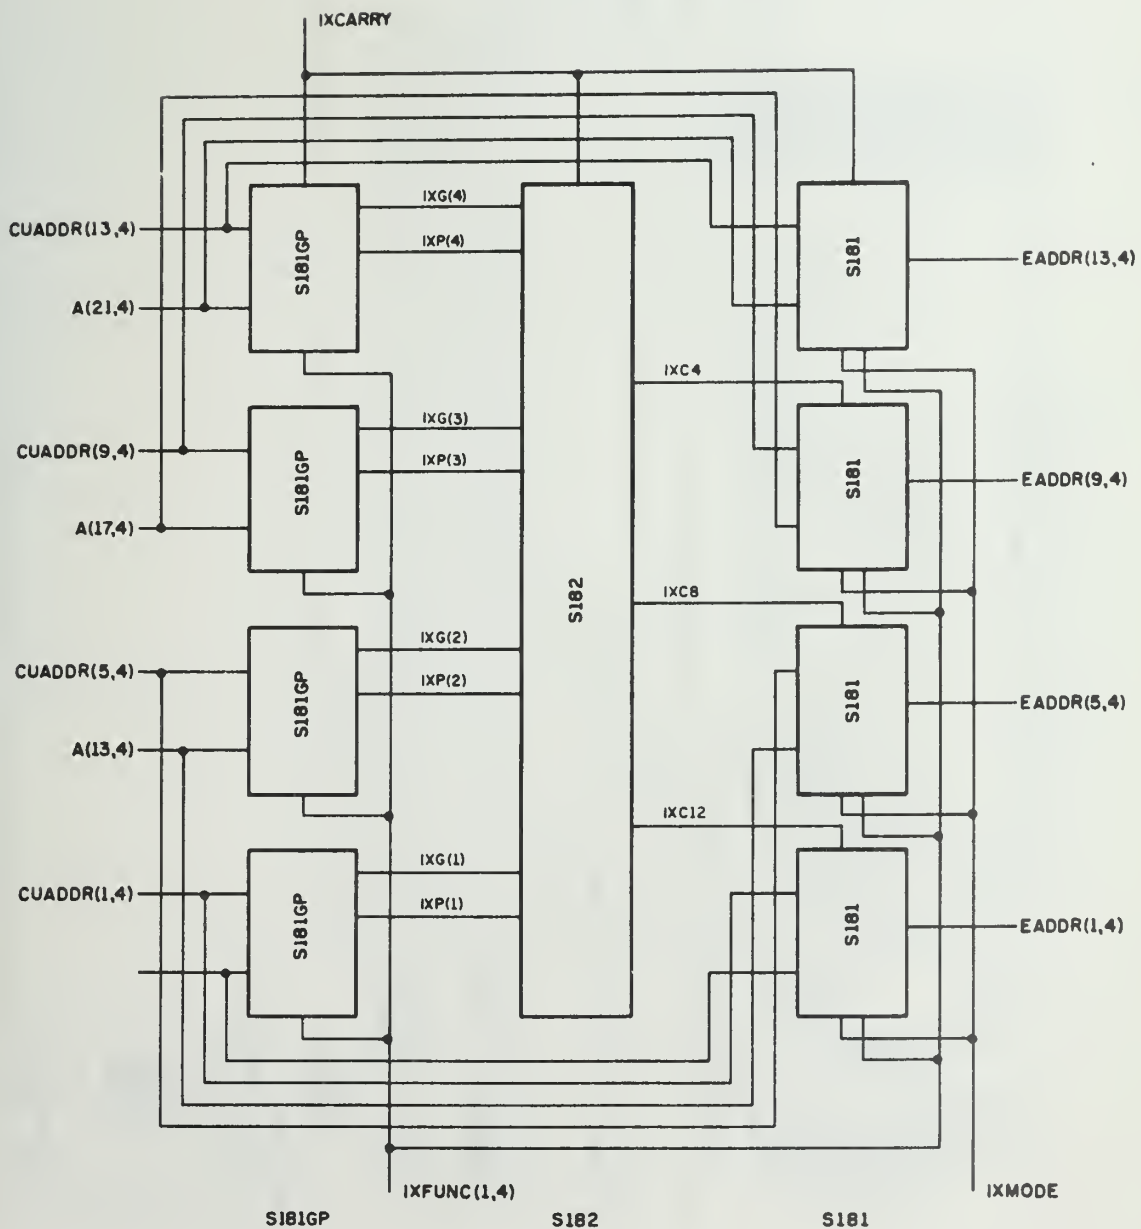 IXCARRY
CUADDR(13,4)
A(21,4)
S181GP
IXG(4)
IXP(4)
S181
EADDR(13,4)
CUADDR(9,4)
A(17,4)
S181GP
IXG(3)
IXP(3)
S182
IXC4
S181
EADDR(9,4)
CUADDR(5,4)
A(13,4)
S181GP
IXG(2)
IXP(2)
IXC8
S181
EADDR(5,4)
CUADDR(1,4)
S181GP
IXG(1)
IXP(1)
IXC12
S181
EADDR(1,4)
IXFUNC(1,4)
IXMODE
S181GP
S182
S181